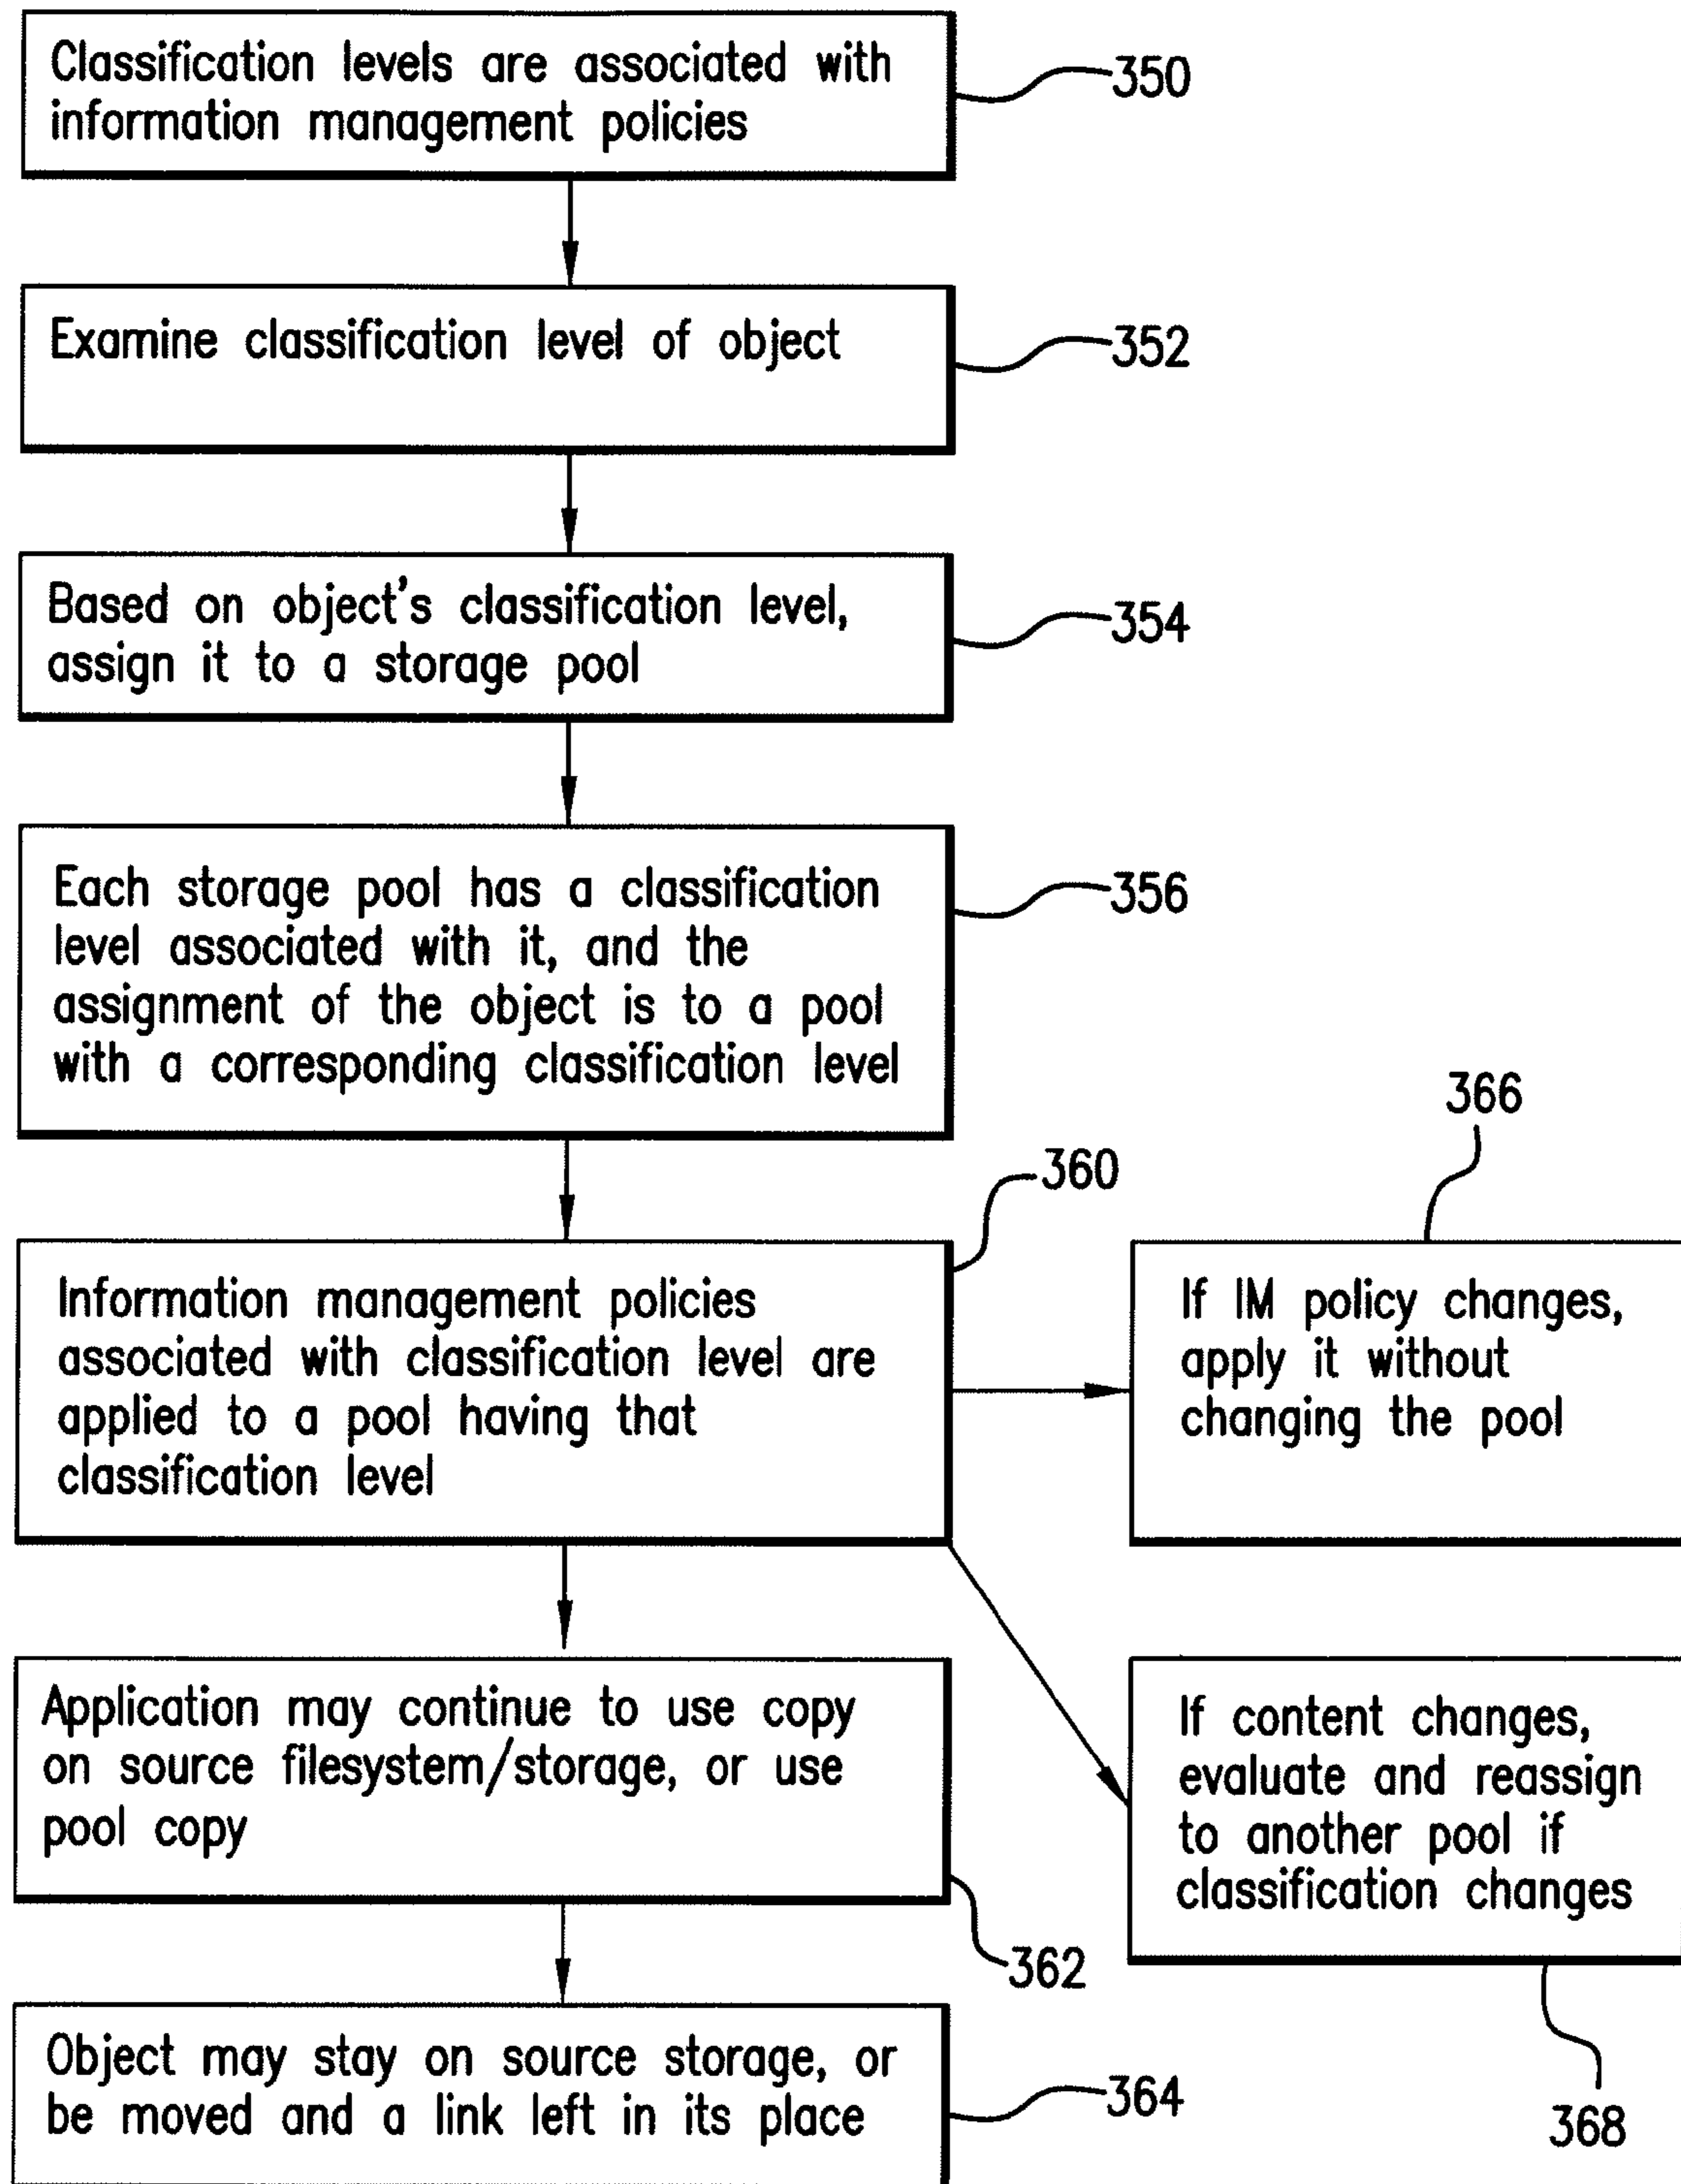 Classification levels are associated with
information management policies
350
Examine classification level of object
352
Based on object's classification level,
assign it to a storage pool
354
Each storage pool has a classification
level associated with it, and the
assignment of the object is to a pool
with a corresponding classification level
356
360
Information management policies
associated with classification level are
applied to a pool having that
classification level
366
If IM policy changes,
apply it without
changing the pool
Application may continue to use copy
on source filesystem/storage, or use
pool copy
362
If content changes,
evaluate and reassign
to another pool if
classification changes
368
Object may stay on source storage, or
be moved and a link left in its place
364